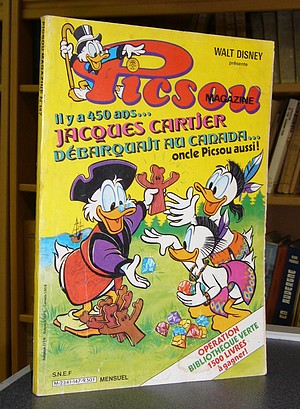 WALT DISNEY
présente
PICSOU
MAGAZINE
Il y a 450 ans...
JACQUES CARTIER
DÉBARQUAIT AU CANADA...
oncle Picsou aussi!
OPERATION
BIBLIOTHÈQUE VERTE
1500 LIVRES
à gagner!
S.N.E.F
MENSUEL